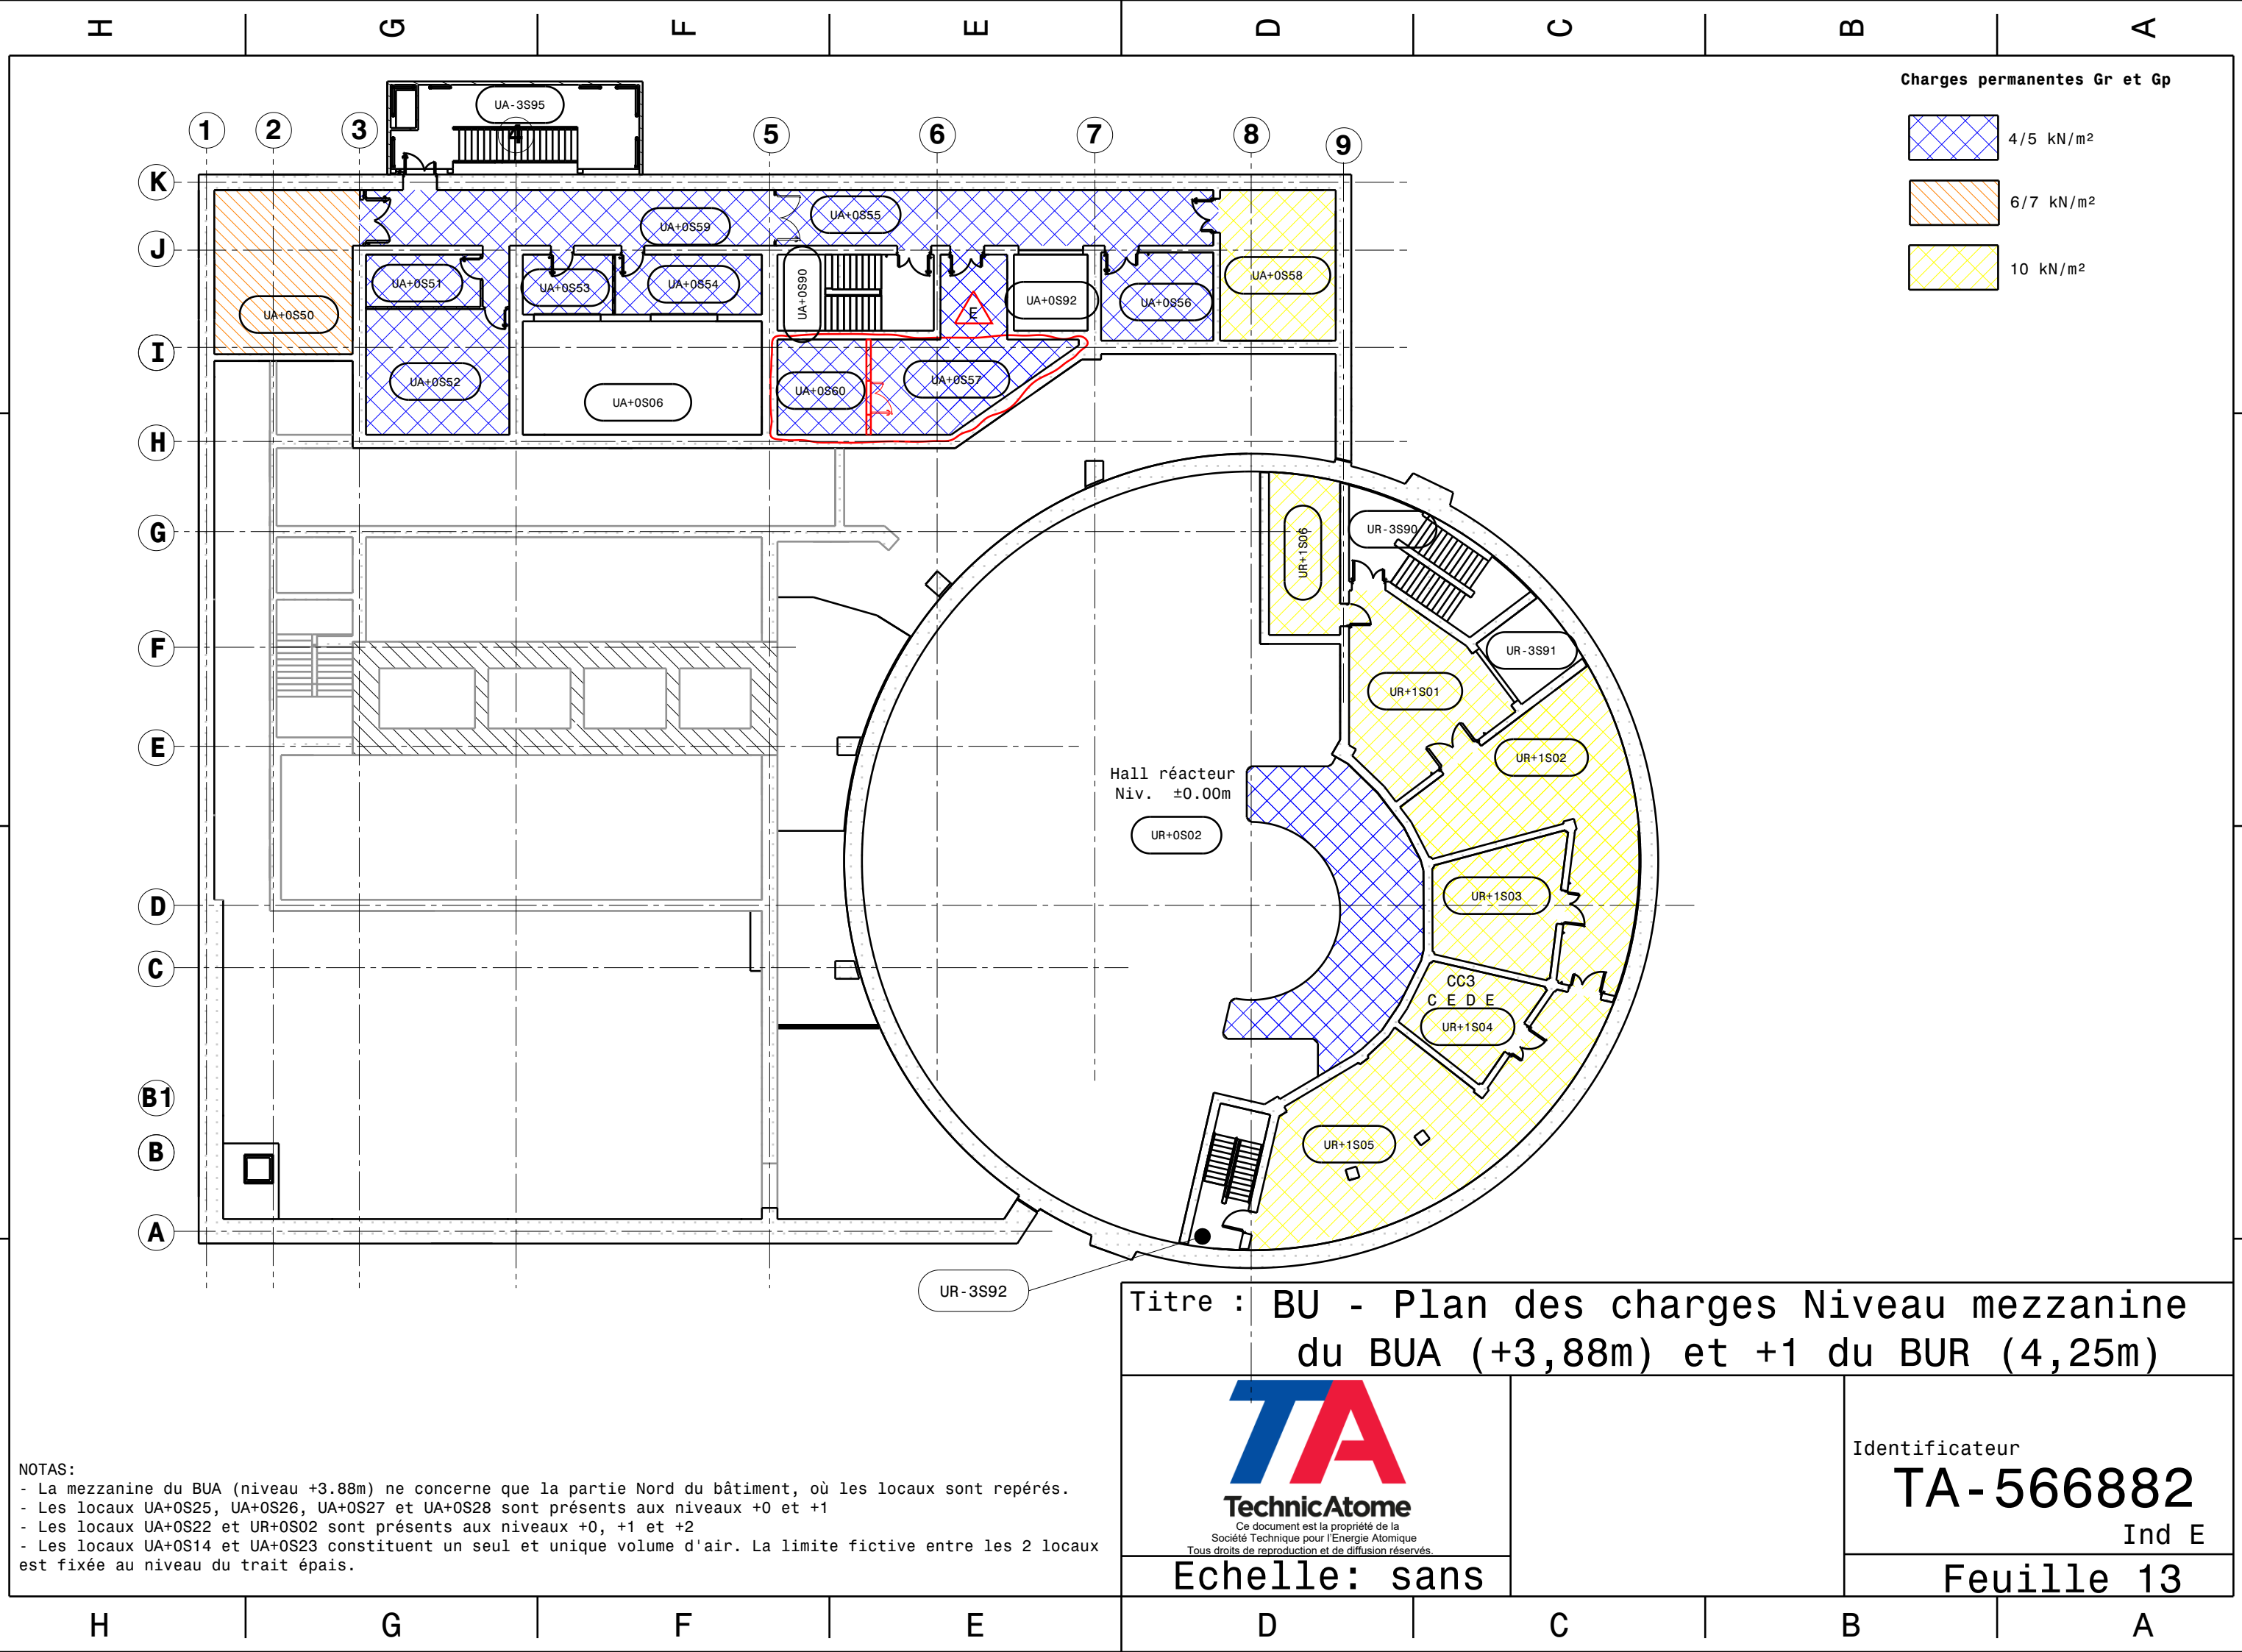 H G F E D C B A
Charges permanentes Gr et Gp
4/5 kN/m²
6/7 kN/m²
10 kN/m²
UA-3S95
1 2 3 4 5 6 7 8 9
K
UA+0S59
UA+0S55
J
UA+0S51
UA+0S53
UA+0S54
UA+0S90
UA+0S92
UA+0S56
UA+0S58
UA+0S50
E
I
UA+0S52
UA+0S06
UA+0S60
UA+0S57
H
G
UR+1S06
UR-3S90
F
UR-3S91
UR+1S01
E
UR+1S02
Hall réacteur
Niv. ±0.00m
UR+0S02
D
UR+1S03
C
CC3
C E D E
UR+1S04
B1
B
UR+1S05
A
UR-3S92
Titre : BU - Plan des charges Niveau mezzanine
du BUA (+3,88m) et +1 du BUR (4,25m)
TA
TechnicAtome
Ce document est la propriété de la
Société Technique pour l'Energie Atomique
Tous droits de reproduction et de diffusion réservés.
Echelle: sans
Identificateur
TA-566882
Ind E
Feuille 13
NOTAS:
- La mezzanine du BUA (niveau +3.88m) ne concerne que la partie Nord du bâtiment, où les locaux sont repérés.
- Les locaux UA+0S25, UA+0S26, UA+0S27 et UA+0S28 sont présents aux niveaux +0 et +1
- Les locaux UA+0S22 et UR+0S02 sont présents aux niveaux +0, +1 et +2
- Les locaux UA+0S14 et UA+0S23 constituent un seul et unique volume d'air. La limite fictive entre les 2 locaux
est fixée au niveau du trait épais.
H G F E D C B A